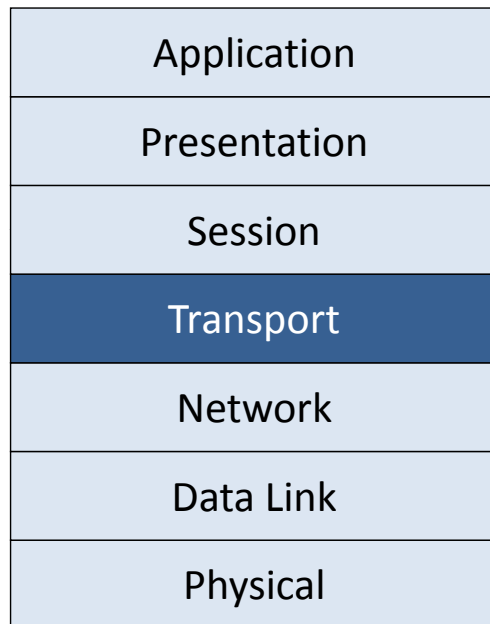 Application
Presentation
Session
Transport
Network
Data Link
Physical